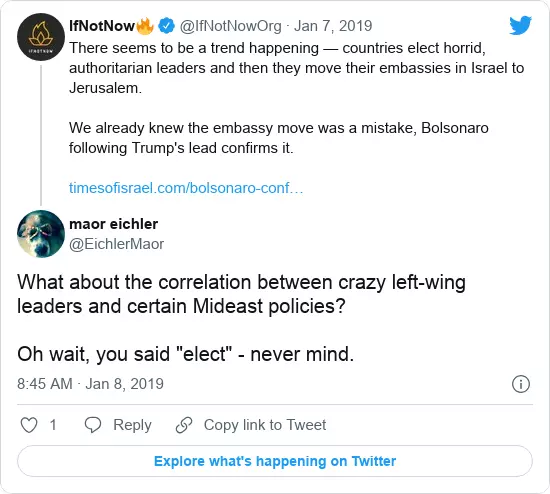 IfNotNow🔥 @IfNotNowOrg · Jan 7, 2019
There seems to be a trend happening — countries elect horrid,
authoritarian leaders and then they move their embassies in Israel to
Jerusalem.
We already knew the embassy move was a mistake, Bolsonaro
following Trump's lead confirms it.
timesofisrael.com/bolsonaro-conf…
IFNOTNOW
maor eichler
@EichlerMaor
What about the correlation between crazy left-wing
leaders and certain Mideast policies?
Oh wait, you said "elect" - never mind.
8:45 AM · Jan 8, 2019
1 Reply Copy link to Tweet
Explore what's happening on Twitter